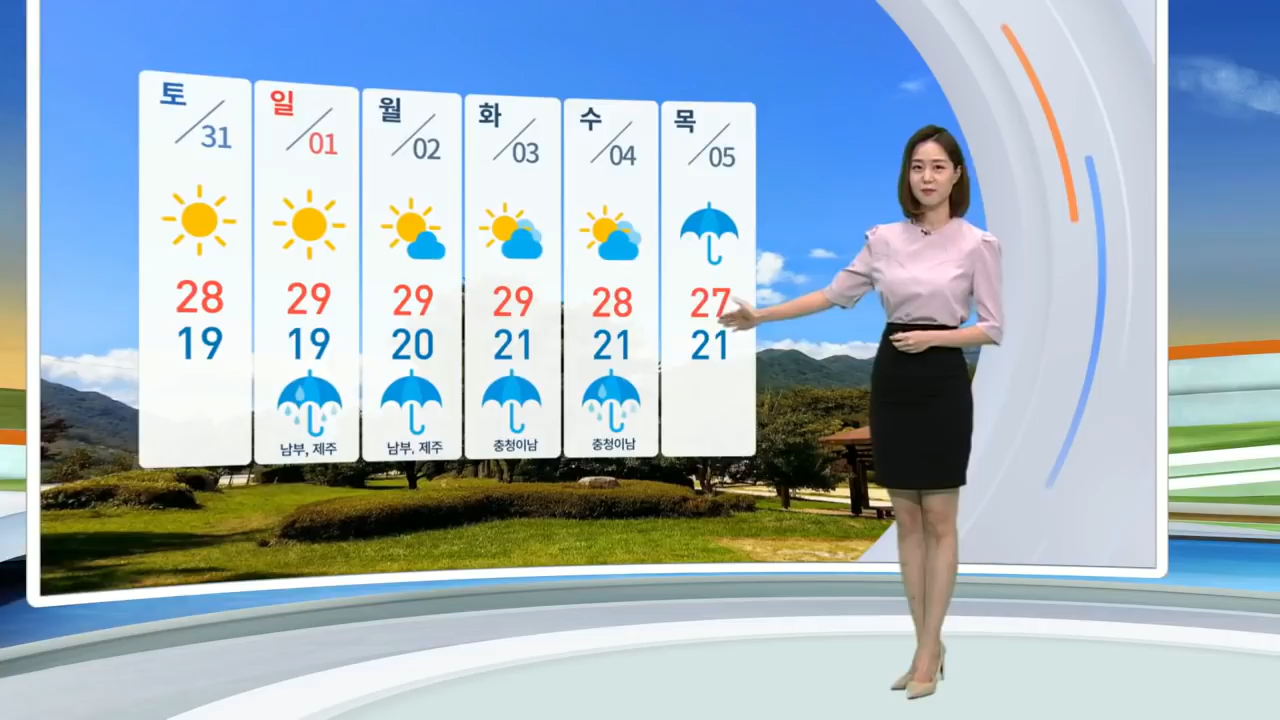 토/31
28
19
일/01
29
19
남부, 제주
월/02
29
20
남부, 제주
화/03
29
21
충청이남
수/04
28
21
충청이남
목/05
27
21